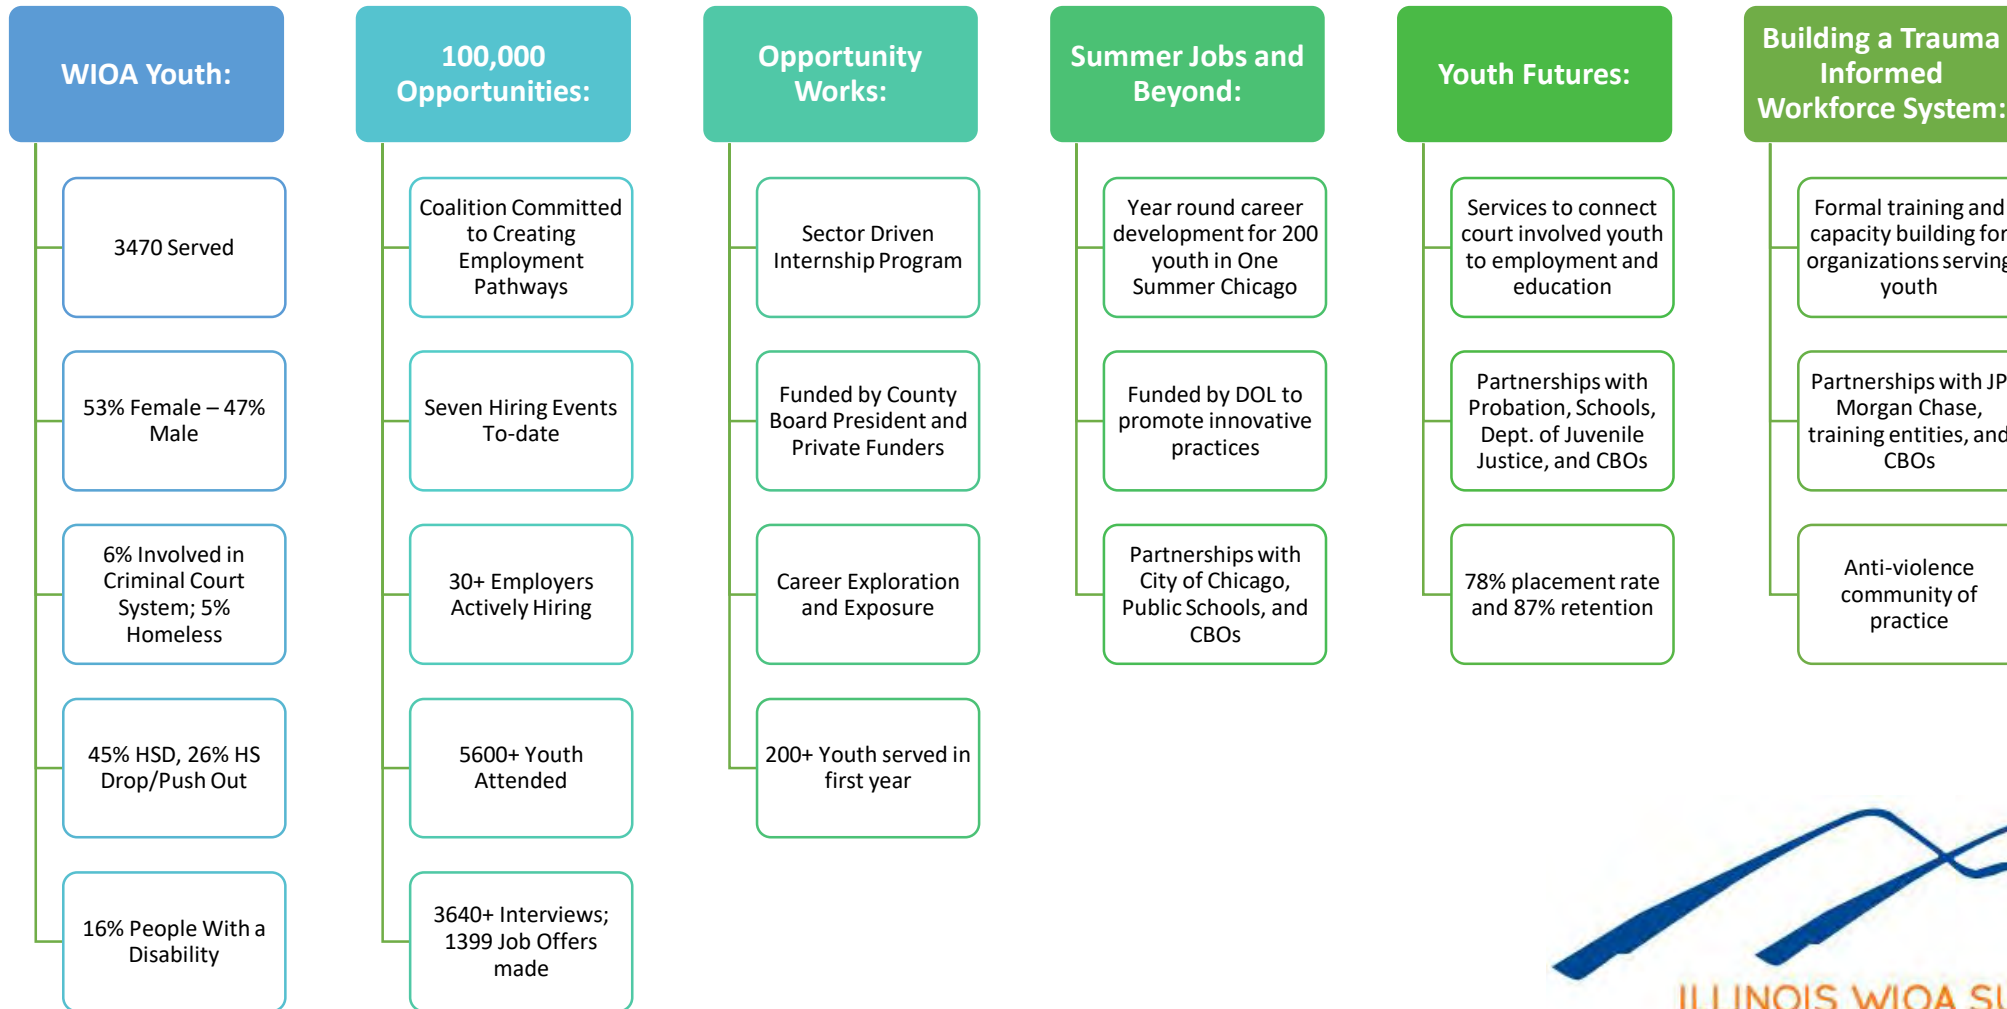 WIOA Youth:
3470 Served
53% Female – 47%
Male
6% Involved in
Criminal Court
System; 5%
Homeless
45% HSD, 26% HS
Drop/Push Out
16% People With a
Disability
100,000
Opportunities:
Coalition Committed
to Creating
Employment
Pathways
Seven Hiring Events
To-date
30+ Employers
Actively Hiring
5600+ Youth
Attended
3640+ Interviews;
1399 Job Offers
made
Opportunity
Works:
Sector Driven
Internship Program
Funded by County
Board President and
Private Funders
Career Exploration
and Exposure
200+ Youth served in
first year
Summer Jobs and
Beyond:
Year round career
development for 200
youth in One
Summer Chicago
Funded by DOL to
promote innovative
practices
Partnerships with
City of Chicago,
Public Schools, and
CBOs
Youth Futures:
Services to connect
court involved youth
to employment and
education
Partnerships with
Probation, Schools,
Dept. of Juvenile
Justice, and CBOs
78% placement rate
and 87% retention
Building a Trauma
Informed
Workforce System:
Formal training and
capacity building for
organizations serving
youth
Partnerships with JP
Morgan Chase,
training entities, and
CBOs
Anti-violence
community of
practice
ILLINOIS WIOA SU